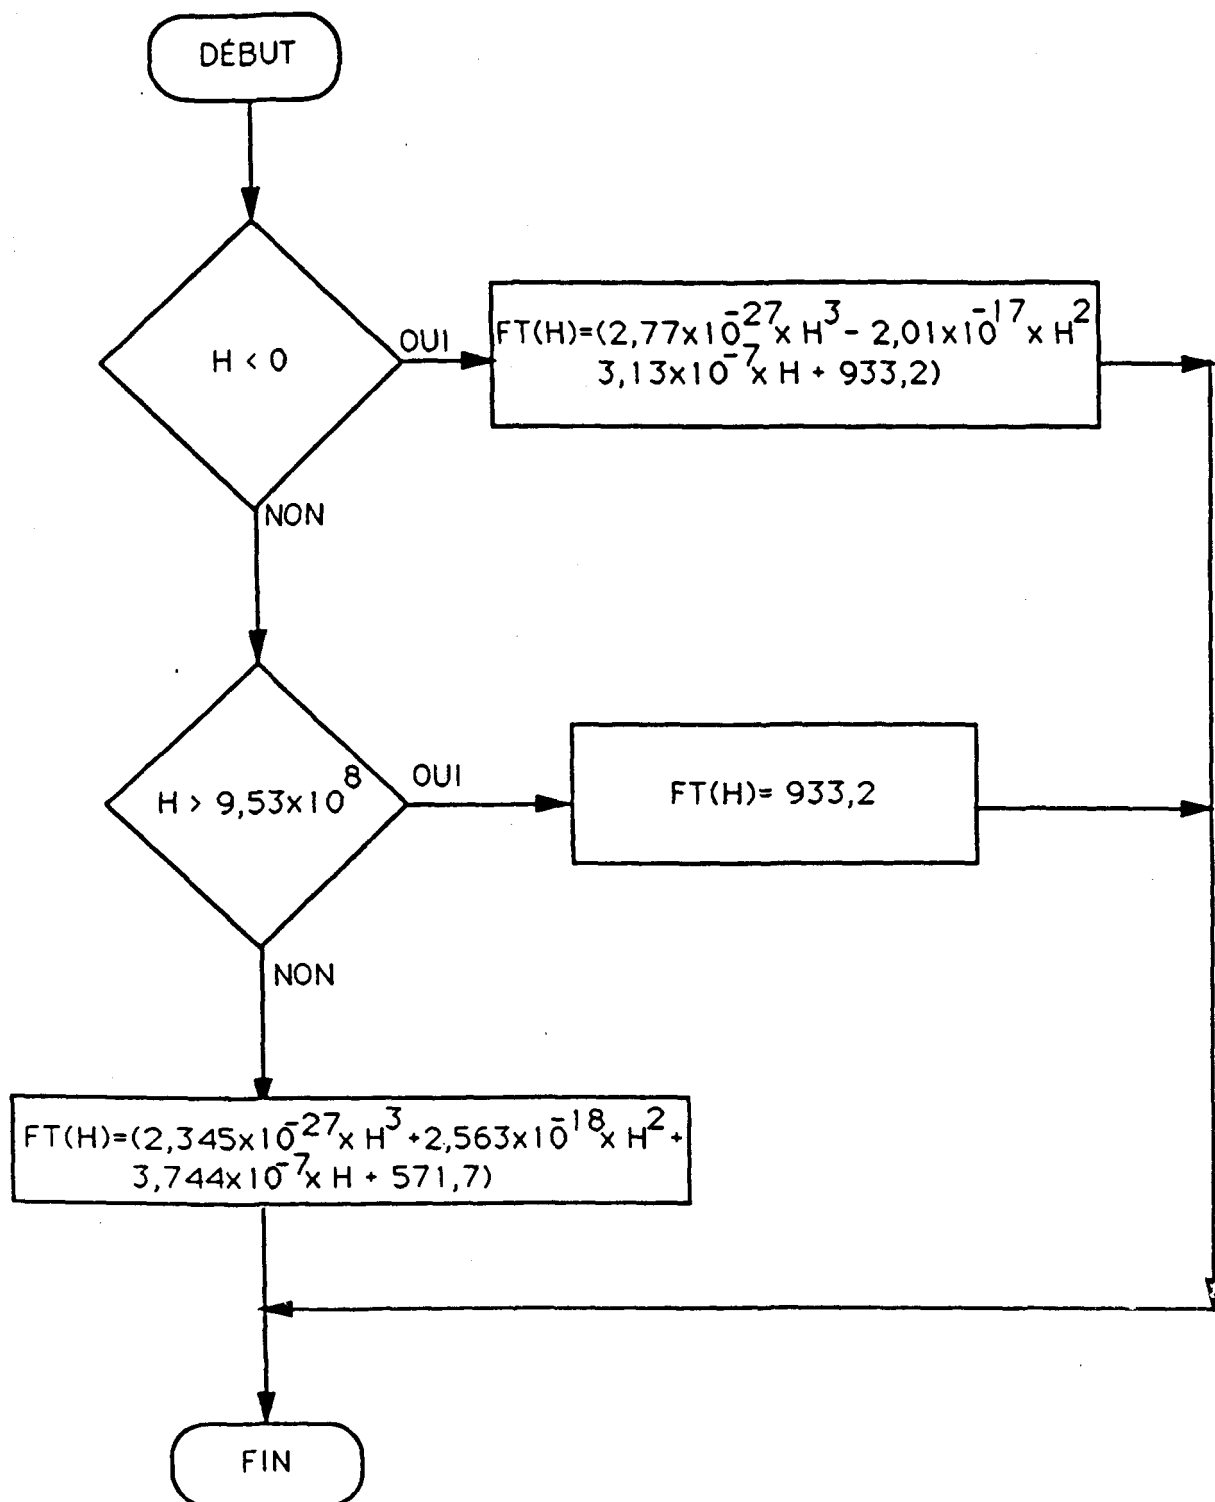 DÉBUT
H < 0
OUI
FT(H)=(2,77x10⁻²⁷x H³ - 2,01x10⁻¹⁷ x H²
3,13x10⁻⁷x H + 933,2)
NON
H > 9,53x10⁸
OUI
FT(H)= 933,2
NON
FT(H)=(2,345x10⁻²⁷x H³ +2,563x10⁻¹⁸x H² +
3,744x10⁻⁷x H + 571,7)
FIN